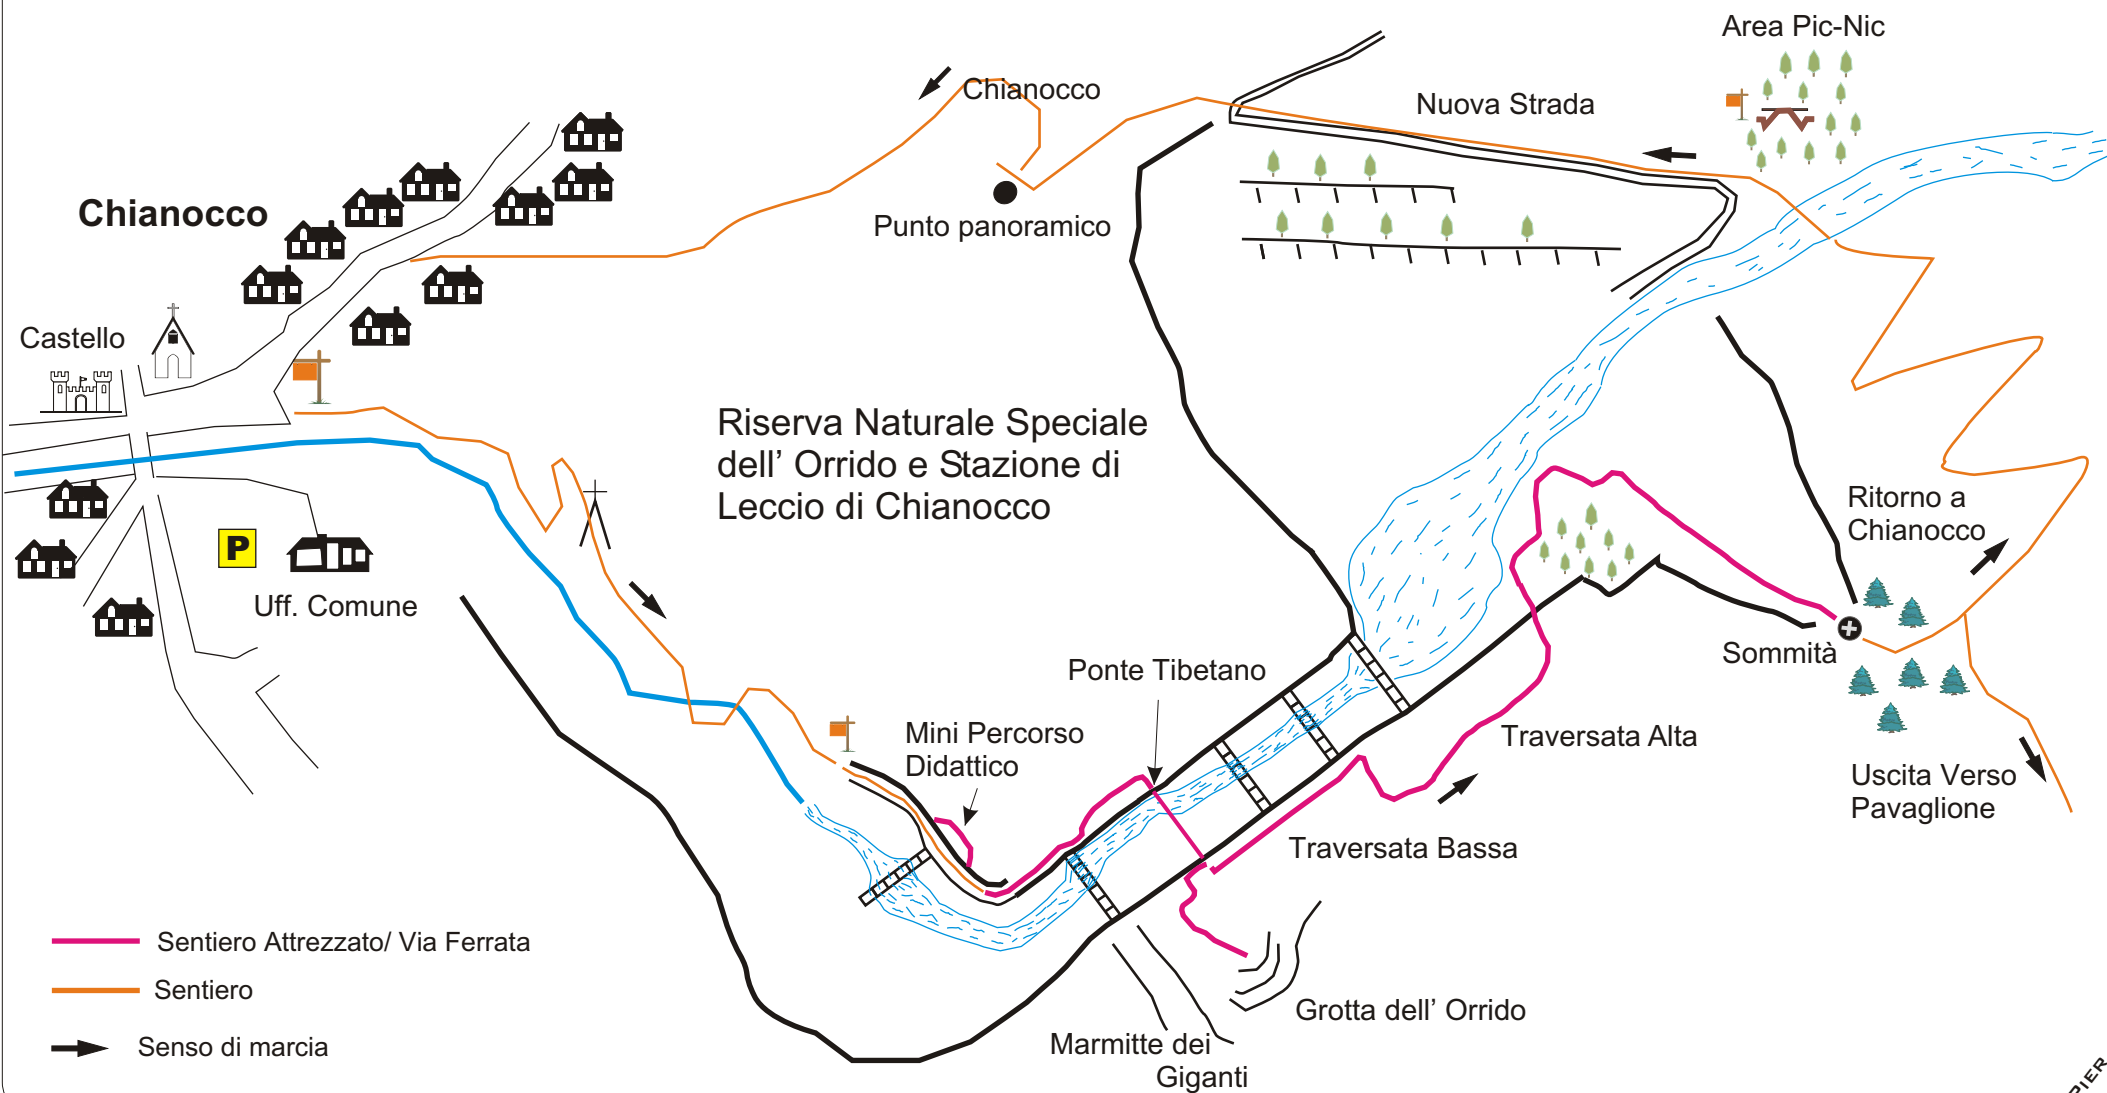 Area Pic-Nic
Chianocco
Nuova Strada
Chianocco
Punto panoramico
Castello
Riserva Naturale Speciale
dell' Orrido e Stazione di
Leccio di Chianocco
Ritorno a
Chianocco
P
Uff. Comune
Sommità
Ponte Tibetano
Mini Percorso
Didattico
Traversata Alta
Uscita Verso
Pavaglione
Traversata Bassa
Sentiero Attrezzato/ Via Ferrata
Sentiero
Senso di marcia
Grotta dell' Orrido
Marmitte dei
Giganti
PIER